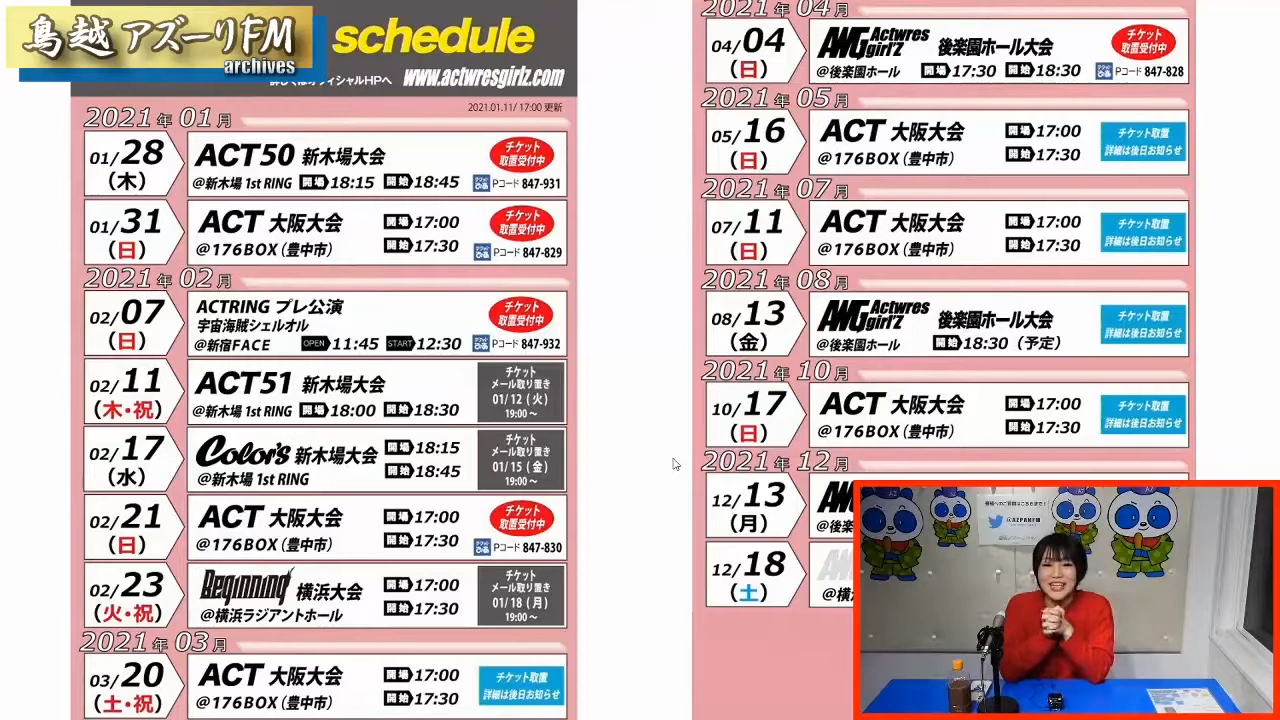 鳥越アズーリFM
archives
schedule
www.actwresgirlz.com
2021.01.11/ 17:00 更新
2021年 01月
01/28
(木)
ACT50 新木場大会
@新木場 1st RING 開場 18:15 開始 18:45
チケット
取置受付中
Pコード 847-931
01/31
(日)
ACT 大阪大会
@176BOX(豊中市)
開場 17:00
開始 17:30
チケット
取置受付中
Pコード 847-829
2021年 02月
02/07
(日)
ACTRING プレ公演
宇宙海賊シェルオル
@新宿FACE OPEN 11:45 START 12:30
チケット
取置受付中
Pコード 847-932
02/11
(木・祝)
ACT51 新木場大会
@新木場 1st RING 開場 18:00 開始 18:30
チケット
メール取り置き
01/12 (火)
19:00～
02/17
(水)
Color's 新木場大会
@新木場 1st RING
開場 18:15
開始 18:45
チケット
メール取り置き
01/15 (金)
19:00～
02/21
(日)
ACT 大阪大会
@176BOX(豊中市)
開場 17:00
開始 17:30
チケット
取置受付中
Pコード 847-830
02/23
(火・祝)
Beginning 横浜大会
@横浜ラジアントホール
開場 17:00
開始 17:30
チケット
メール取り置き
01/18 (月)
19:00～
2021年 03月
03/20
(土・祝)
ACT 大阪大会
@176BOX(豊中市)
開場 17:00
開始 17:30
チケット取置
詳細は後日お知らせ
2021年 04月
04/04
(日)
AWG Actwres girl'Z 後楽園ホール大会
@後楽園ホール 開場 17:30 開始 18:30
チケット
取置受付中
Pコード 847-828
2021年 05月
05/16
(日)
ACT 大阪大会
@176BOX(豊中市)
開場 17:00
開始 17:30
チケット取置
詳細は後日お知らせ
2021年 07月
07/11
(日)
ACT 大阪大会
@176BOX(豊中市)
開場 17:00
開始 17:30
チケット取置
詳細は後日お知らせ
2021年 08月
08/13
(金)
AWG Actwres girl'Z 後楽園ホール大会
@後楽園ホール 開始 18:30 (予定)
チケット取置
詳細は後日お知らせ
2021年 10月
10/17
(日)
ACT 大阪大会
@176BOX(豊中市)
開場 17:00
開始 17:30
チケット取置
詳細は後日お知らせ
2021年 12月
12/13
(月)
@後楽
12/18
(土)
@横
@AZPANFM